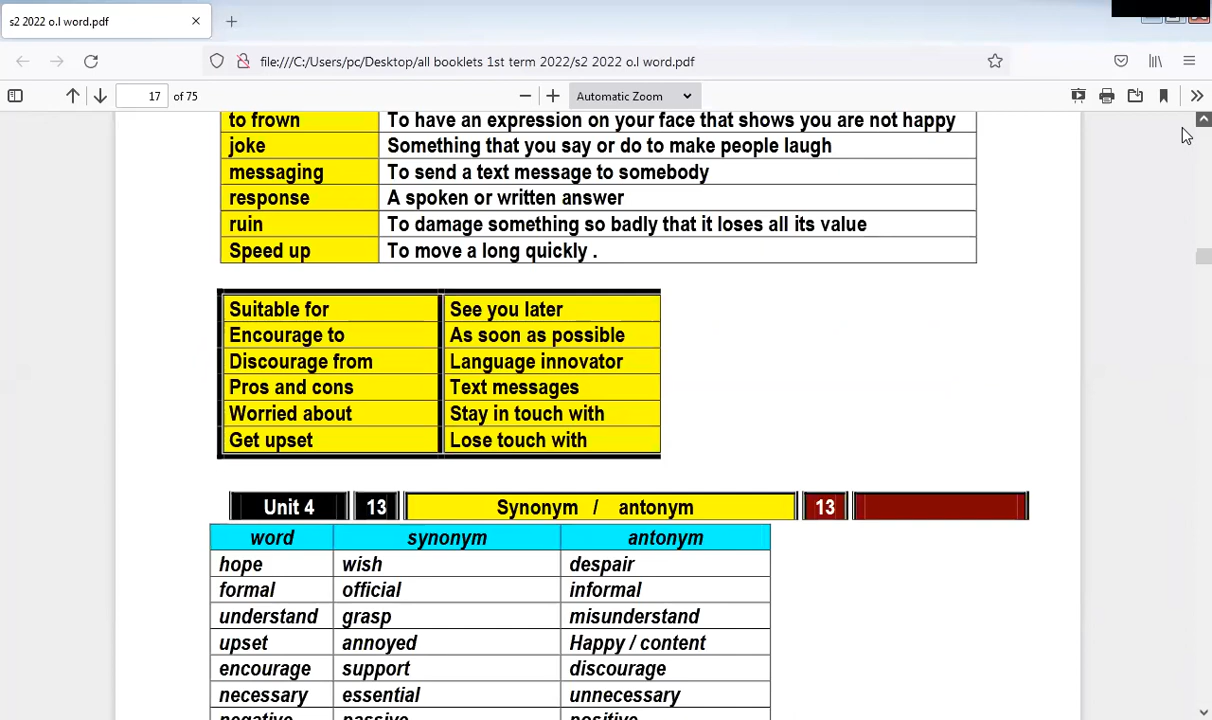 s2 2022 o.l word.pdf
file:///C:/Users/pc/Desktop/all booklets 1st term 2022/s2 2022 o.l word.pdf
17 of 75 Automatic Zoom
to frown To have an expression on your face that shows you are not happy
joke Something that you say or do to make people laugh
messaging To send a text message to somebody
response A spoken or written answer
ruin To damage something so badly that it loses all its value
Speed up To move a long quickly .
Suitable for See you later
Encourage to As soon as possible
Discourage from Language innovator
Pros and cons Text messages
Worried about Stay in touch with
Get upset Lose touch with
Unit 4 13 Synonym / antonym 13
word synonym antonym
hope wish despair
formal official informal
understand grasp misunderstand
upset annoyed Happy / content
encourage support discourage
necessary essential unnecessary
negative passive positive